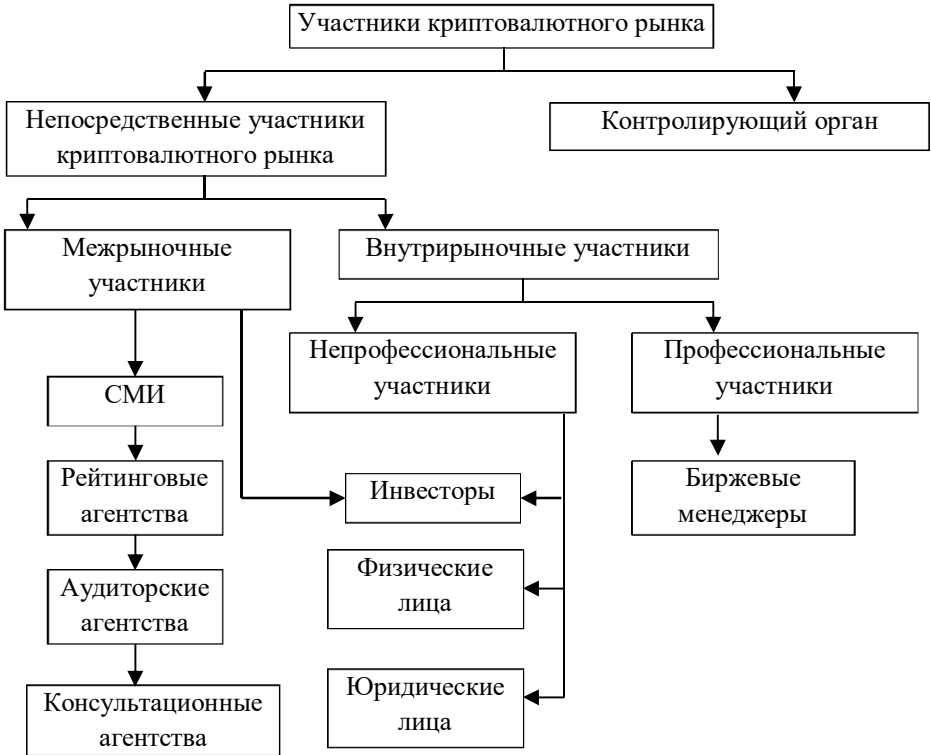 Участники криптовалютного рынка
Непосредственные участники
криптовалютного рынка
Контролирующий орган
Межрыночные
участники
Внутрирыночные участники
Непрофессиональные
участники
Профессиональные
участники
СМИ
Рейтинговые
агентства
Инвесторы
Биржевые
менеджеры
Физические
лица
Аудиторские
агентства
Юридические
лица
Консультационные
агентства